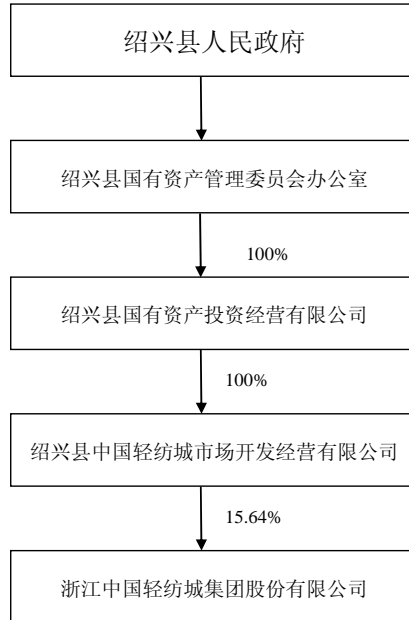 绍兴县人民政府
绍兴县国有资产管理委员会办公室
100%
绍兴县国有资产投资经营有限公司
100%
绍兴县中国轻纺城市场开发经营有限公司
15.64%
浙江中国轻纺城集团股份有限公司